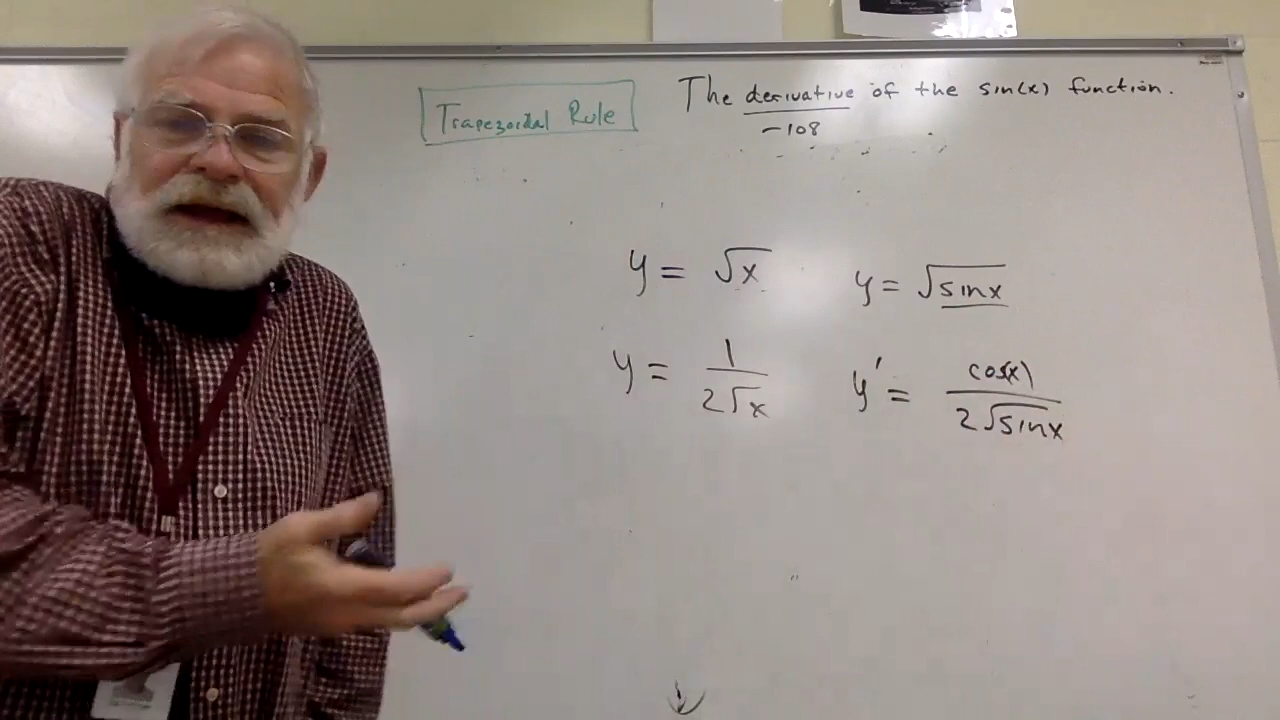 Trapezoidal Rule
The derivative of the sin(x) function.
-108
y = √x
y = √sinx
y = 1/2√x
y' = cos(x)/2√sinx